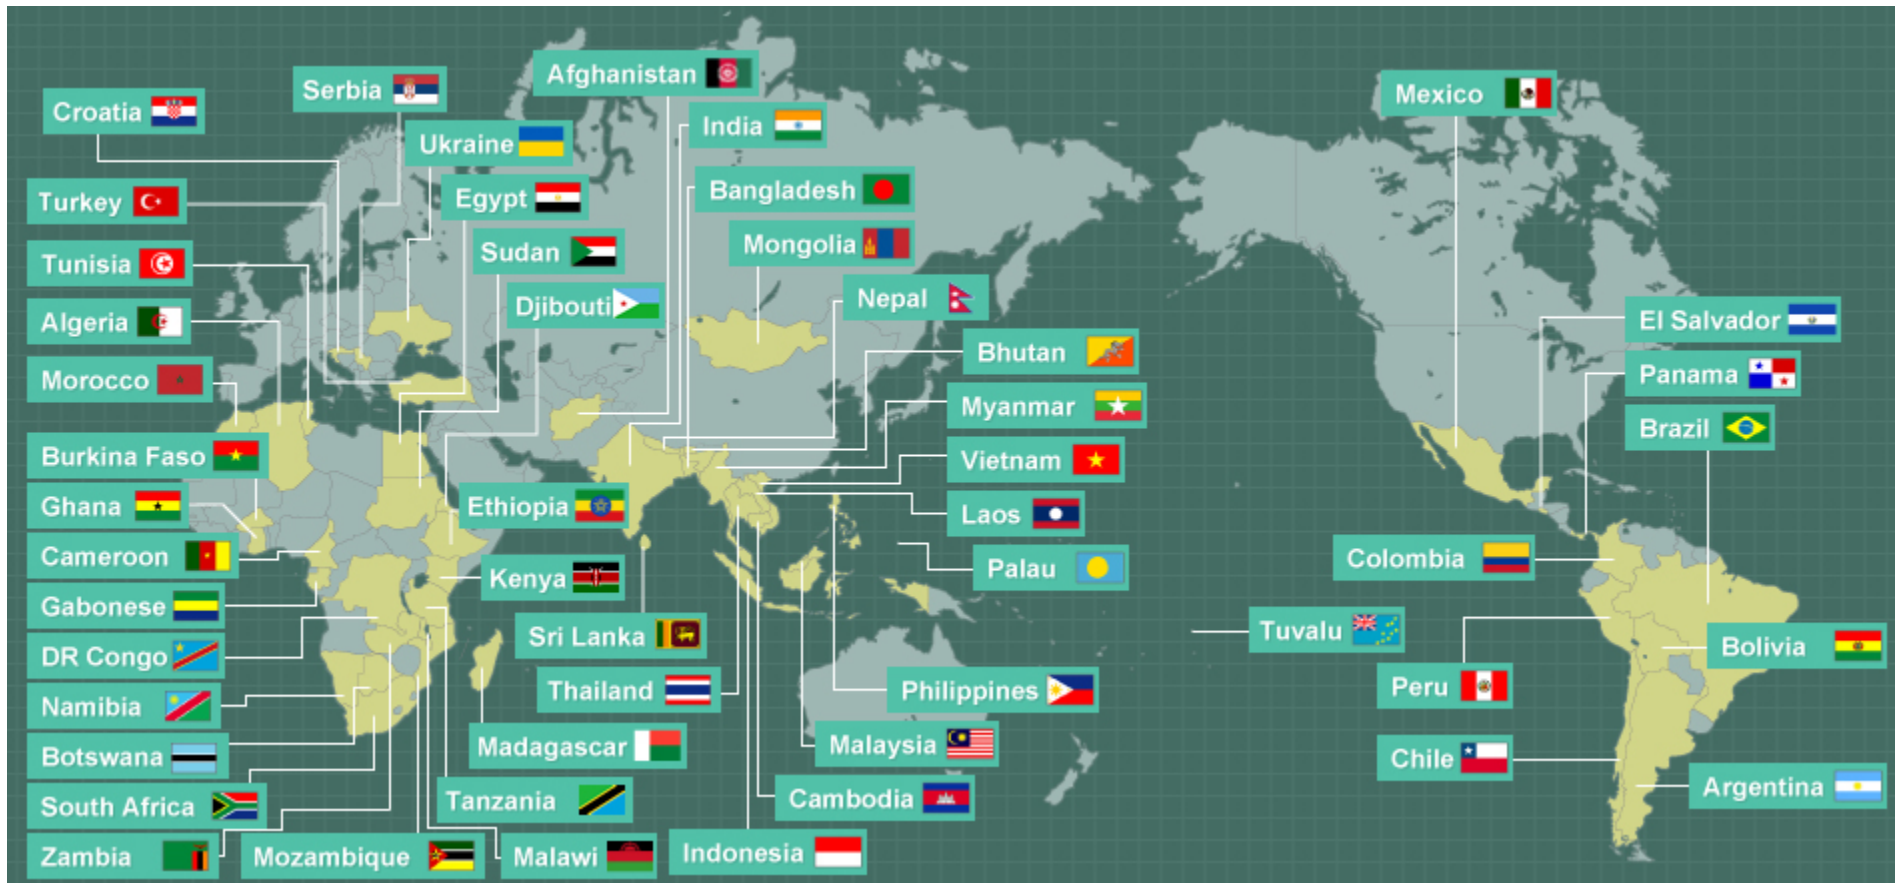 Croatia
Serbia
Afghanistan
Mexico
Ukraine
India
Turkey
Egypt
Bangladesh
Tunisia
Sudan
Mongolia
Algeria
Djibouti
Nepal
El Salvador
Morocco
Bhutan
Panama
Myanmar
Brazil
Burkina Faso
Vietnam
Ghana
Ethiopia
Laos
Cameroon
Kenya
Palau
Colombia
Gabonese
Sri Lanka
Tuvalu
DR Congo
Bolivia
Namibia
Thailand
Philippines
Peru
Botswana
Madagascar
Malaysia
Chile
South Africa
Tanzania
Cambodia
Argentina
Zambia
Mozambique
Malawi
Indonesia